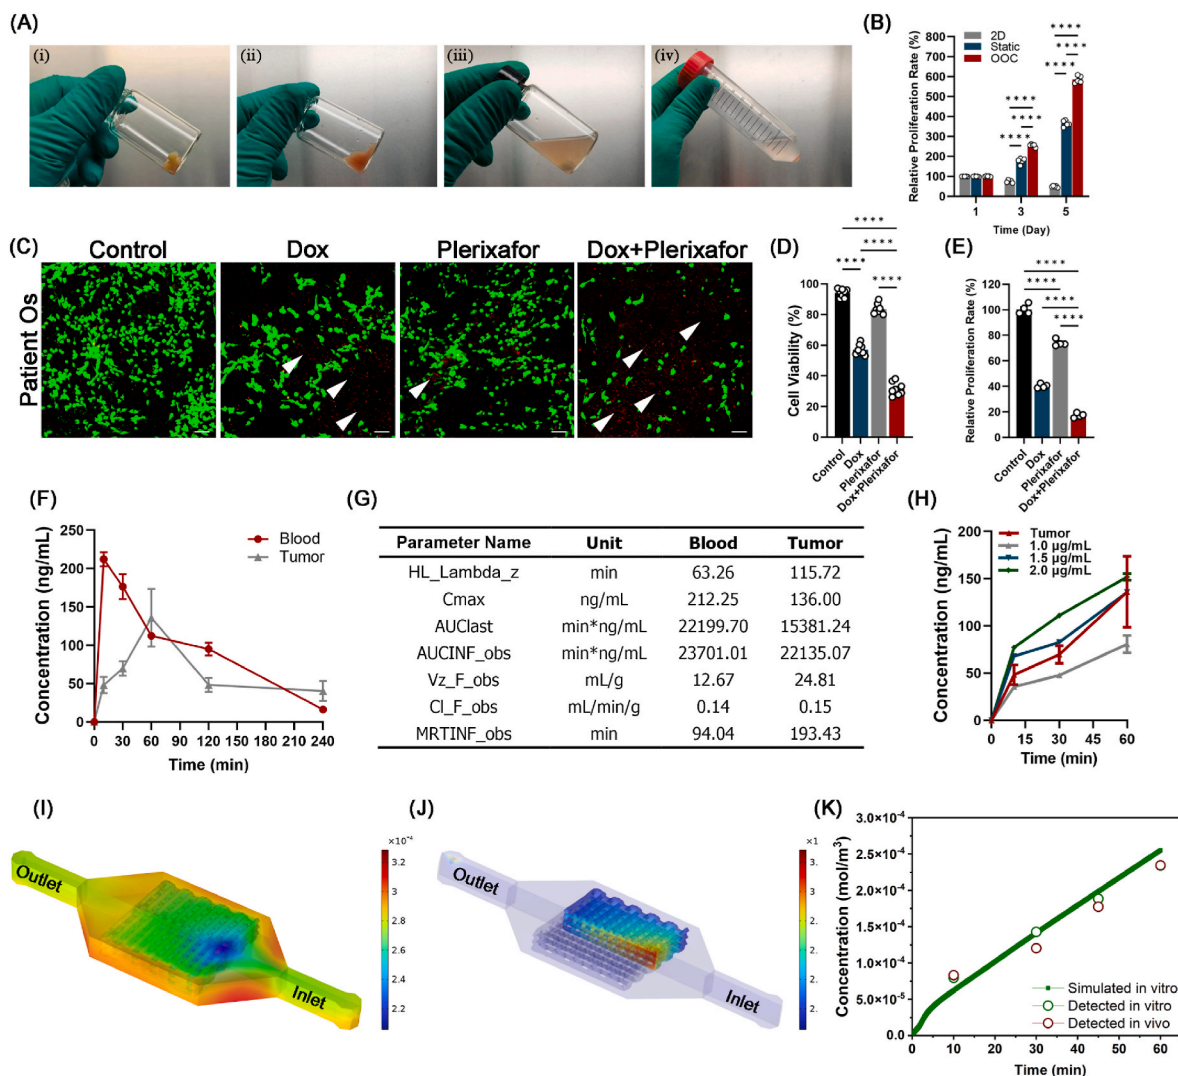 (A)
(i)
(ii)
(iii)
(iv)
(B)
Relative Proliferation Rate (%)
800
700
600
500
400
300
200
100
0
2D
Static
OOC
****
****
****
****
****
****
1 3 5
Time (Day)
(C)
Control Dox Plerixafor Dox+Plerixafor
Patient Os
(D)
Cell Viability (%)
120
100
80
60
40
20
0
****
****
****
****
Control
Dox
Plerixafor
Dox+Plerixafor
(E)
Relative Proliferation Rate (%)
120
100
80
60
40
20
0
****
****
****
****
Control
Dox
Plerixafor
Dox+Plerixafor
(F)
Concentration (ng/mL)
250
200
150
100
50
0
Blood
Tumor
0 30 60 90 120 150 180 210 240
Time (min)
(G)
Parameter Name Unit Blood Tumor
HL_Lambda_z min 63.26 115.72
Cmax ng/mL 212.25 136.00
AUClast min*ng/mL 22199.70 15381.24
AUCINF_obs min*ng/mL 23701.01 22135.07
Vz_F_obs mL/g 12.67 24.81
Cl_F_obs mL/min/g 0.14 0.15
MRTINF_obs min 94.04 193.43
(H)
Concentration (ng/mL)
200
150
100
50
0
Tumor
1.0 μg/mL
1.5 μg/mL
2.0 μg/mL
0 15 30 45 60
Time (min)
(I)
Outlet
Inlet
×10⁻⁴
3.2
3
2.8
2.6
2.4
2.2
(J)
Outlet
Inlet
×1
3.
3
2.
2.
2.
2.
(K)
Concentration (mol/m³)
3.0×10⁻⁴
2.5×10⁻⁴
2.0×10⁻⁴
1.5×10⁻⁴
1.0×10⁻⁴
5.0×10⁻⁵
0.0
Simulated in vitro
Detected in vitro
Detected in vivo
0 10 20 30 40 50 60
Time (min)